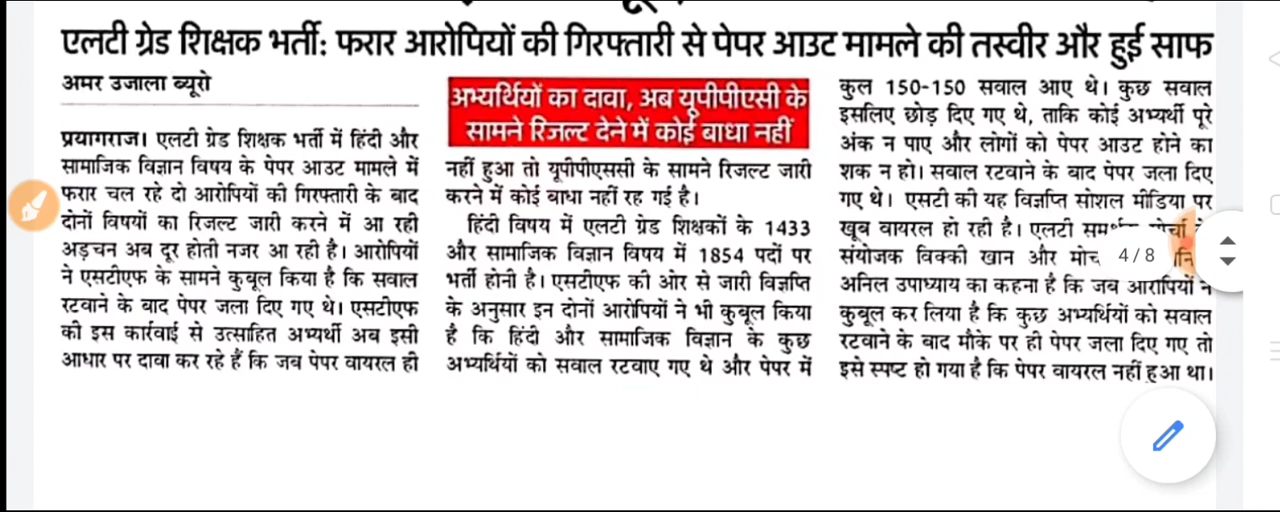 एलटी ग्रेड शिक्षक भर्ती: फरार आरोपियों की गिरफ्तारी से पेपर आउट मामले की तस्वीर और हुई साफ
अमर उजाला ब्यूरो
प्रयागराज। एलटी ग्रेड शिक्षक भर्ती में हिंदी और
सामाजिक विज्ञान विषय के पेपर आउट मामले में
फरार चल रहे दो आरोपियों की गिरफ्तारी के बाद
दोनों विषयों का रिजल्ट जारी करने में आ रही
अड़चन अब दूर होती नजर आ रही है। आरोपियों
ने एसटीएफ के सामने कुबूल किया है कि सवाल
रटवाने के बाद पेपर जला दिए गए थे। एसटीएफ
की इस कार्रवाई से उत्साहित अभ्यर्थी अब इसी
आधार पर दावा कर रहे हैं कि जब पेपर वायरल ही
अभ्यर्थियों का दावा, अब यूपीपीएसी के
सामने रिजल्ट देने में कोई बाधा नहीं
नहीं हुआ तो यूपीपीएससी के सामने रिजल्ट जारी
करने में कोई बाधा नहीं रह गई है।
हिंदी विषय में एलटी ग्रेड शिक्षकों के 1433
और सामाजिक विज्ञान विषय में 1854 पदों पर
भर्ती होनी है। एसटीएफ की ओर से जारी विज्ञप्ति
के अनुसार इन दोनों आरोपियों ने भी कुबूल किया
है कि हिंदी और सामाजिक विज्ञान के कुछ
अभ्यर्थियों को सवाल रटवाए गए थे और पेपर में
कुल 150-150 सवाल आए थे। कुछ सवाल
इसलिए छोड़ दिए गए थे, ताकि कोई अभ्यर्थी पूरे
अंक न पाए और लोगों को पेपर आउट होने का
शक न हो। सवाल रटवाने के बाद पेपर जला दिए
गए थे। एसटी की यह विज्ञप्ति सोशल मीडिया पर
खूब वायरल हो रही है। एलटी
संयोजक विक्की खान और
अनिल उपाध्याय का कहना है कि जब आरोपियों ने
कुबूल कर लिया है कि कुछ अभ्यर्थियों को सवाल
रटवाने के बाद मौके पर ही पेपर जला दिए गए तो
इसे स्पष्ट हो गया है कि पेपर वायरल नहीं हुआ था।
4/8